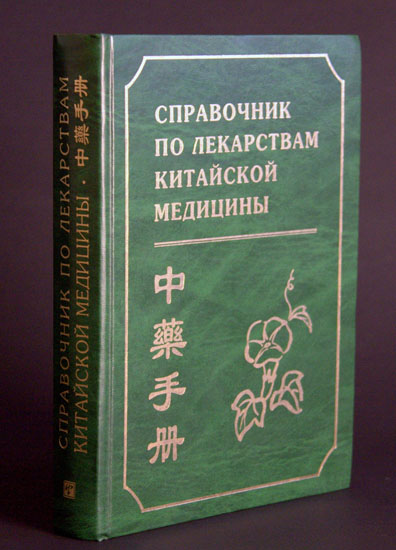 СПРАВОЧНИК
ПО ЛЕКАРСТВАМ
КИТАЙСКОЙ
МЕДИЦИНЫ
中藥手册
СПРАВОЧНИК ПО ЛЕКАРСТВАМ
КИТАЙСКОЙ МЕДИЦИНЫ · 中藥手册